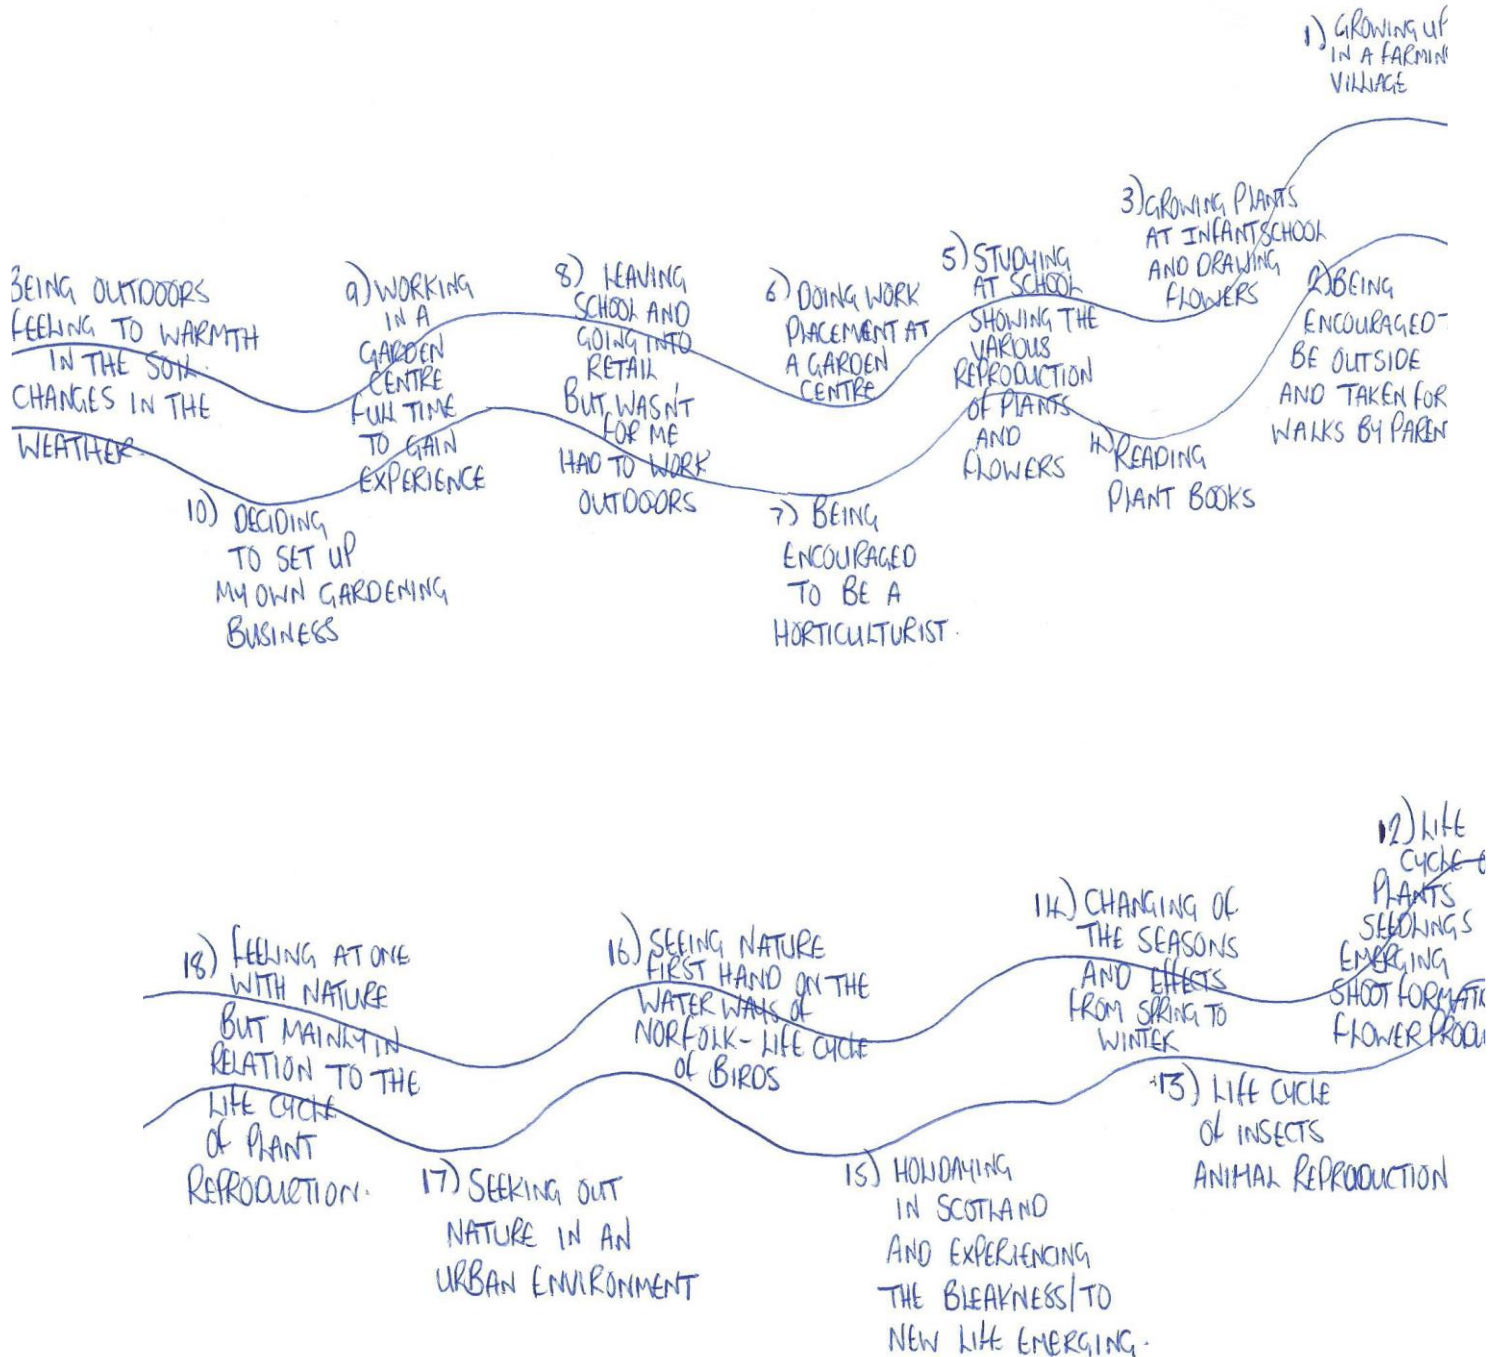 1) GROWING UP
IN A FARMIN
VILLIAGE
2) BEING
ENCOURAGED
BE OUTSIDE
AND TAKEN FOR
WALKS BY PAREN
3) GROWING PLANTS
AT INFANT SCHOOL
AND DRAWING
FLOWERS
4) READING
PLANT BOOKS
5) STUDYING
AT SCHOOL
SHOWING THE
VAROUS
REPRODUCTION
OF PLANTS
AND
FLOWERS
6) DOING WORK
PLACEMENT AT
A GARDEN
CENTRE
7) BEING
ENCOURAGED
TO BE A
HORTICULTURIST.
8) LEAVING
SCHOOL AND
GOING INTO
RETAIL
BUT WASN'T
FOR ME
HAD TO WORK
OUTDOORS
9) WORKING
IN A
GARDEN
CENTRE
FULL TIME
TO GAIN
EXPERIENCE
10) DECIDING
TO SET UP
MY OWN GARDENING
BUSINESS
BEING OUTDOORS
FEELING TO WARMTH
IN THE SOIL.
CHANGES IN THE
WEATHER.
12) LIFE
CYCLE
PLANTS
SEEDLINGS
EMERGING
SHOOT FORMATI
FLOWER PRODU
13) LIFE CYCLE
OF INSECTS
ANIMAL REPRODUCTION
14) CHANGING OF
THE SEASONS
AND EFFECTS
FROM SPRING TO
WINTER
15) HOLIDAYING
IN SCOTLAND
AND EXPERIENCING
THE BLEAKNESS/TO
NEW LIFE EMERGING.
16) SEEING NATURE
FIRST HAND ON THE
WATER WAYS OF
NORFOLK - LIFE CYCLE
OF BIRDS
17) SEEKING OUT
NATURE IN AN
URBAN ENVIRONMENT
18) FEELING AT ONE
WITH NATURE
BUT MAINLY IN
RELATION TO THE
LIFE CYCLE
OF PLANT
REPRODUCTION.